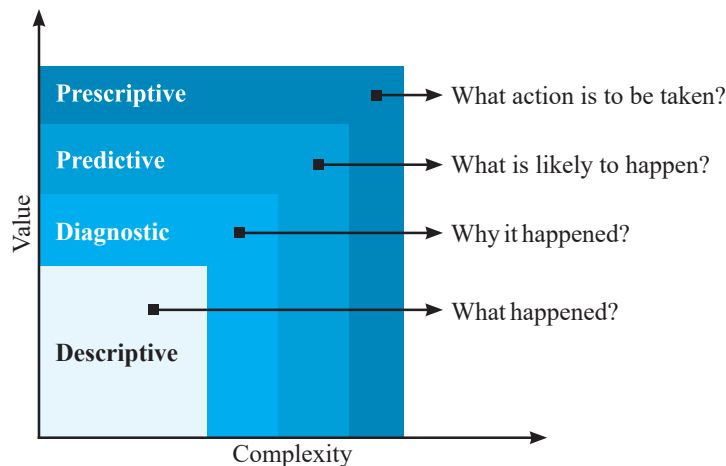 Prescriptive
What action is to be taken?
Predictive
What is likely to happen?
Diagnostic
Why it happened?
What happened?
Descriptive
Value
Complexity